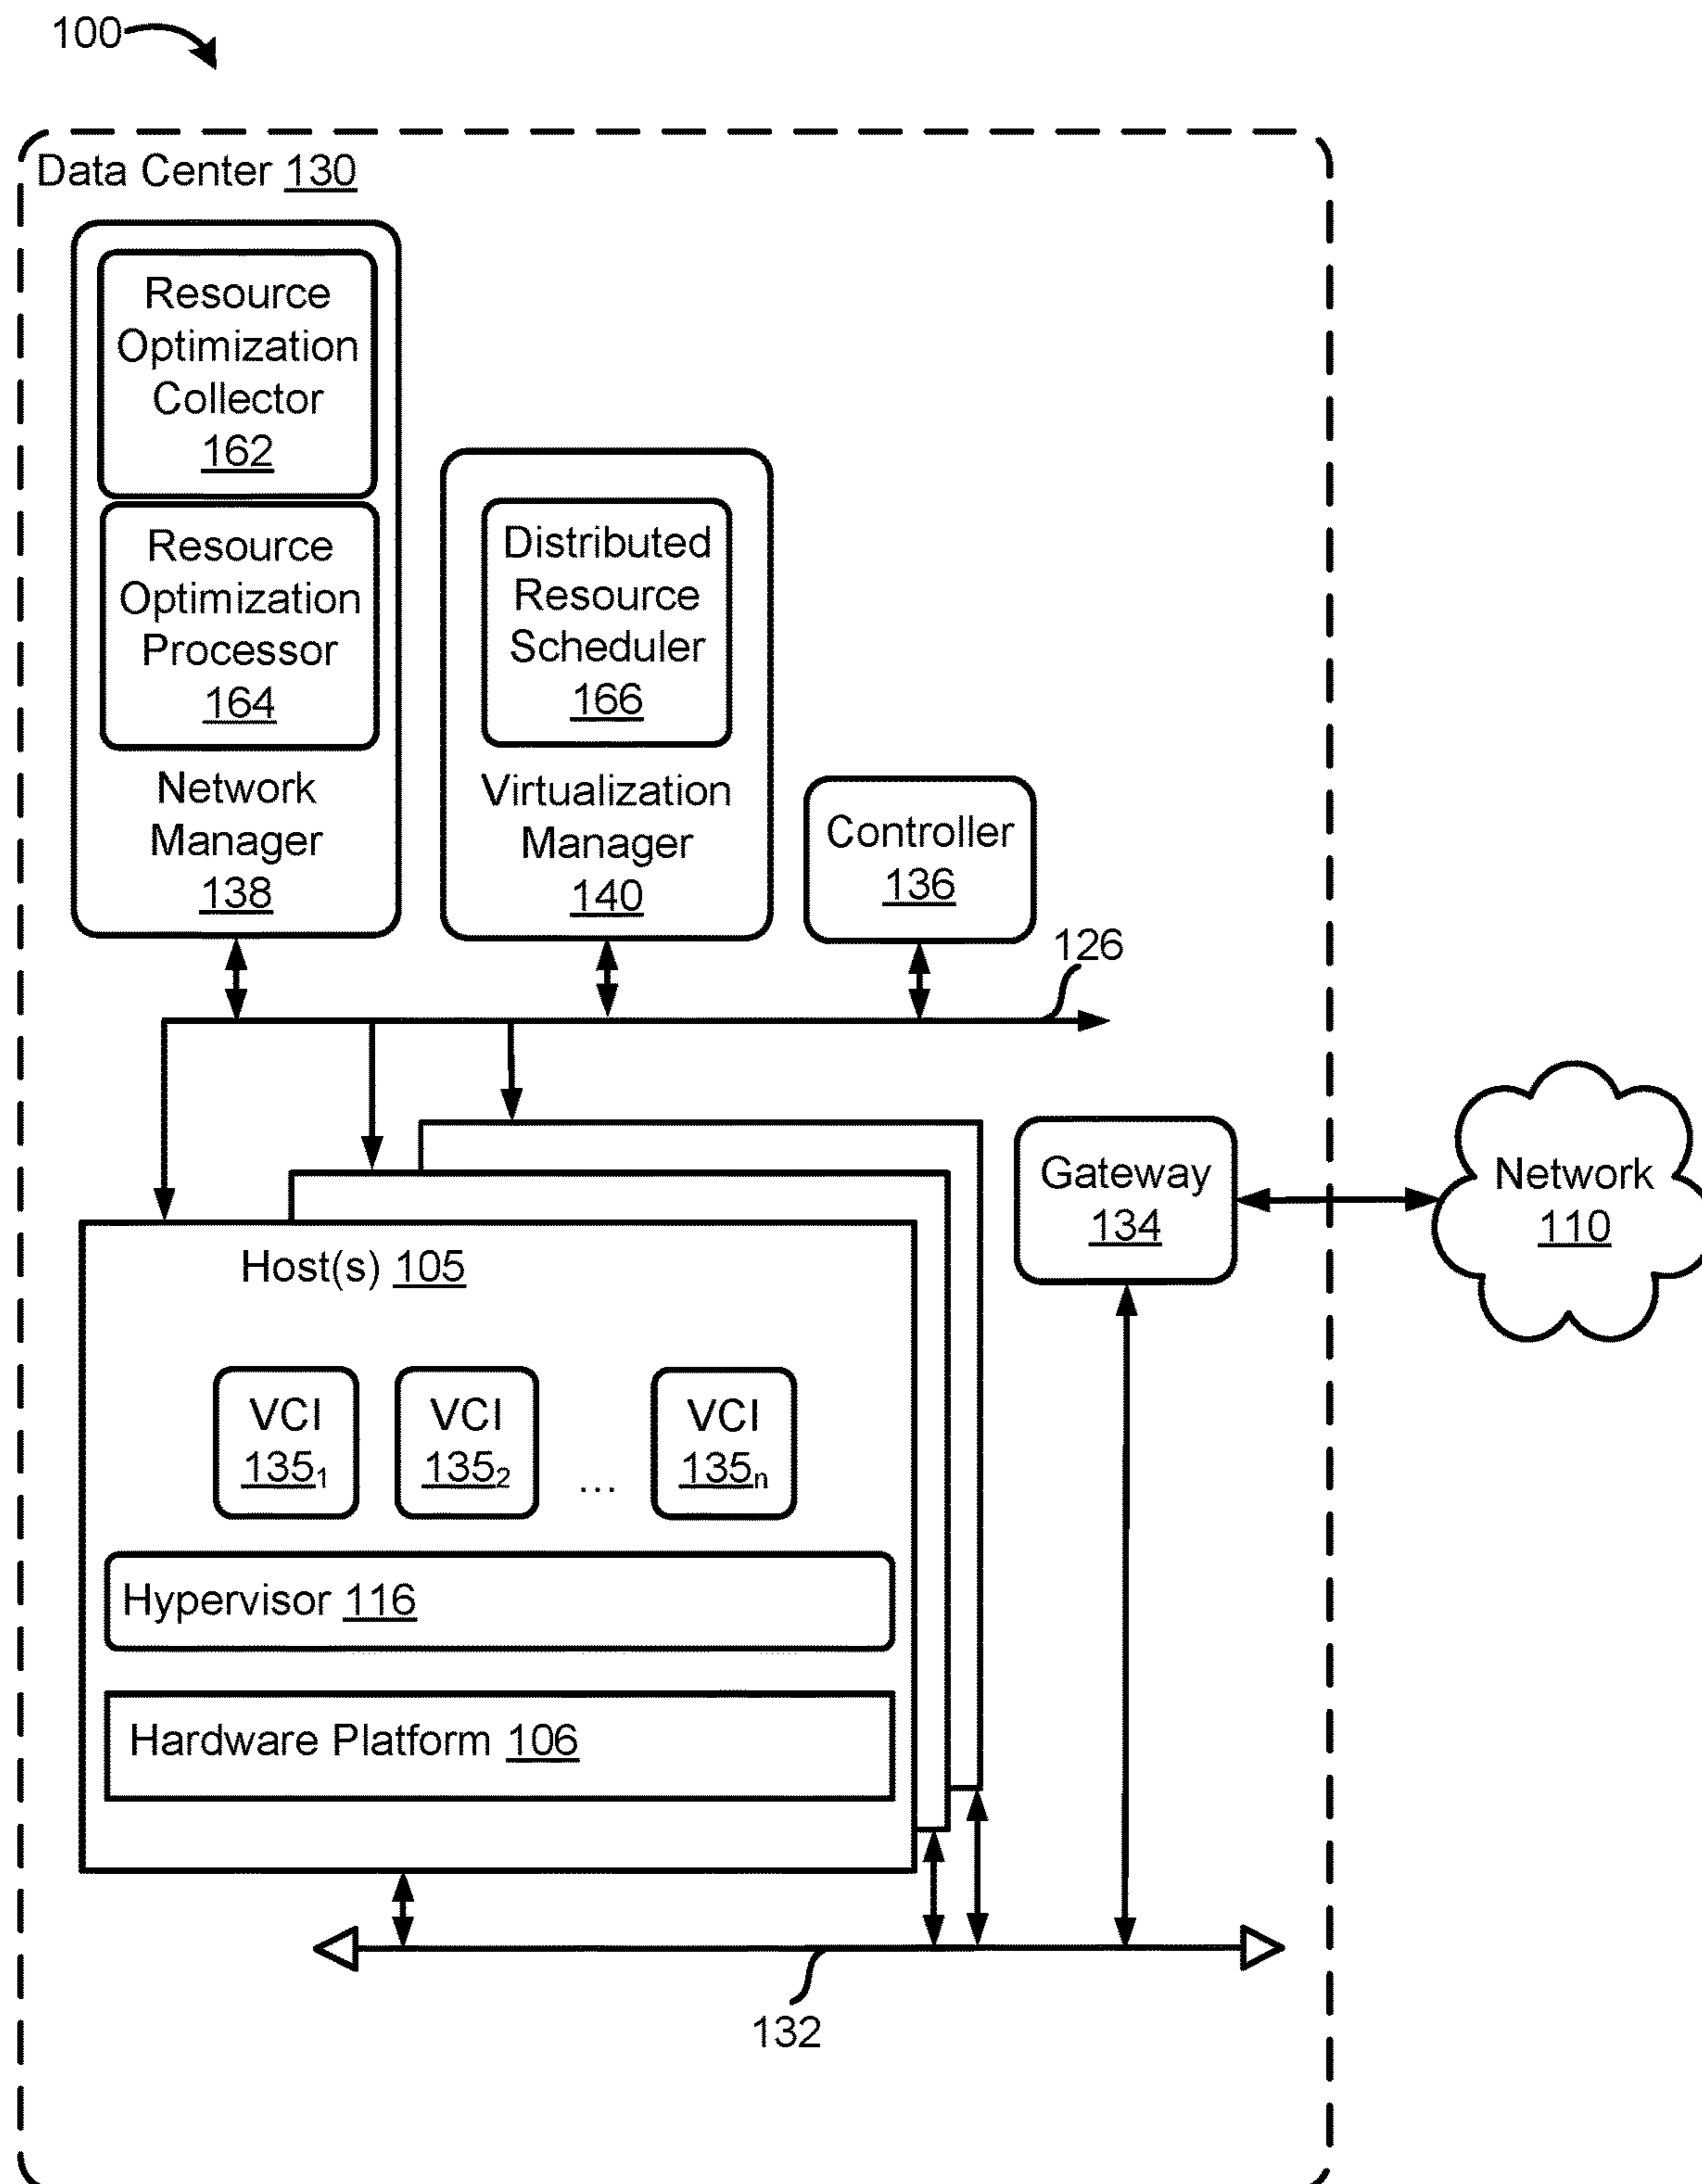 100
Data Center 130
Resource
Optimization
Collector
162
Resource
Optimization
Processor
164
Network
Manager
138
Distributed
Resource
Scheduler
166
Virtualization
Manager
140
Controller
136
126
Host(s) 105
VCI
135₁
VCI
135₂
...
VCI
135ₙ
Hypervisor 116
Hardware Platform 106
Gateway
134
Network
110
132